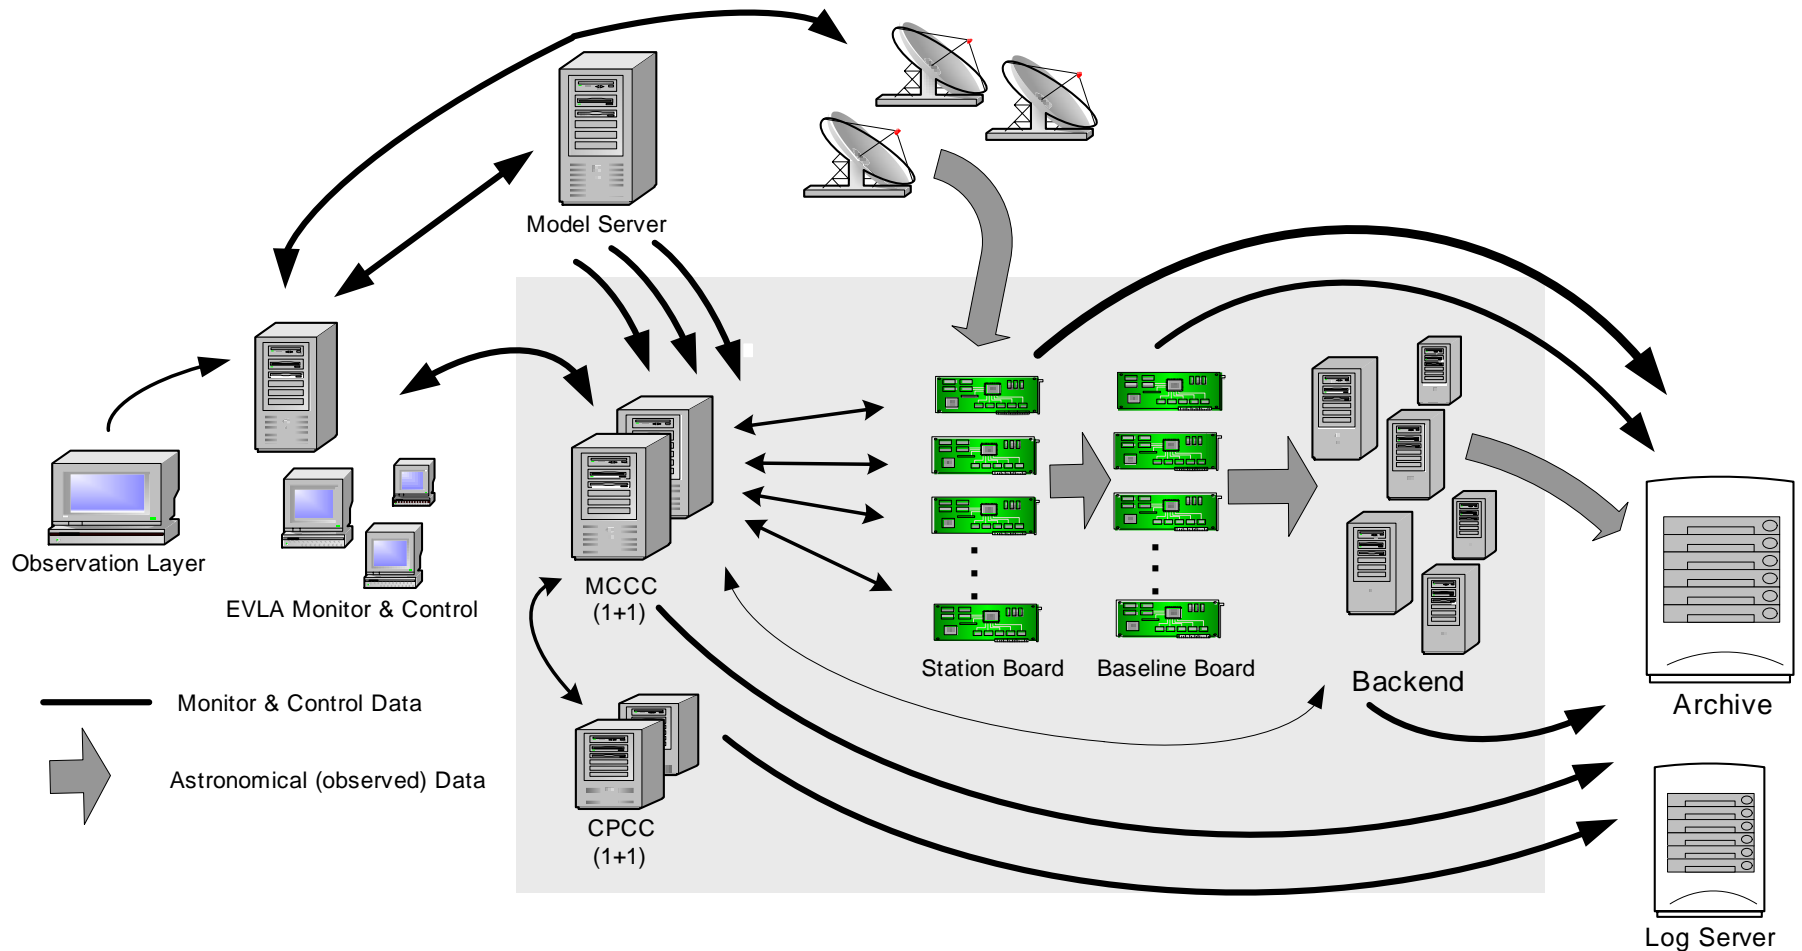 Model Server
Observation Layer
EVLA Monitor & Control
MCCC
(1+1)
Station Board
Baseline Board
Backend
Archive
Monitor & Control Data
Astronomical (observed) Data
CPCC
(1+1)
Log Server